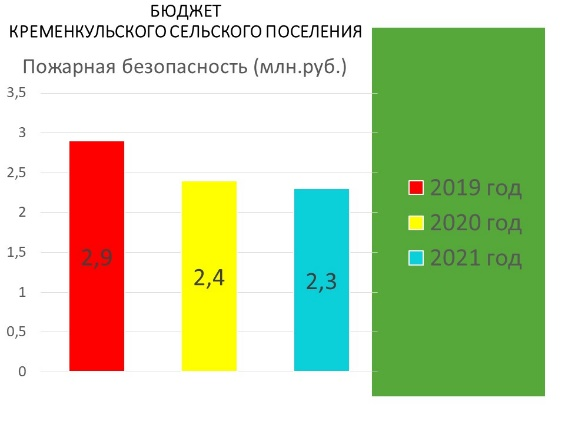 БЮДЖЕТ
КРЕМЕНКУЛЬСКОГО СЕЛЬСКОГО ПОСЕЛЕНИЯ
Пожарная безопасность (млн.руб.)
3,5
3
2,5
2
1,5
1
0,5
0
2,9
2,4
2,3
2019 год
2020 год
2021 год